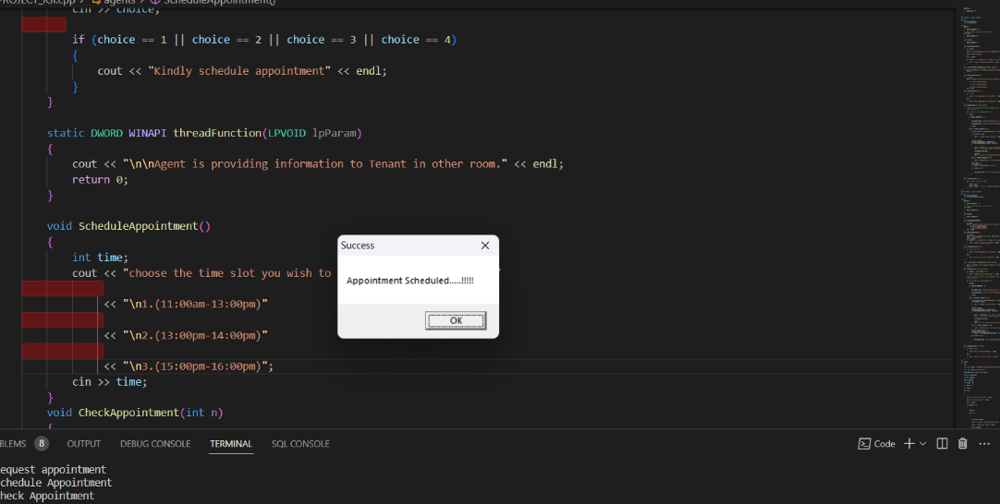 PROJECT_IGI.cpp > agents > ScheduleAppointment()
cin >> choice;
if (choice == 1 || choice == 2 || choice == 3 || choice == 4)
{
cout << "Kindly schedule appointment" << endl;
}
}
static DWORD WINAPI threadFunction(LPVOID lpParam)
{
cout << "\n\nAgent is providing information to Tenant in other room." << endl;
return 0;
}
void ScheduleAppointment()
{
int time;
cout << "choose the time slot you wish to
<< "\n1.(11:00am-13:00pm)"
<< "\n2.(13:00pm-14:00pm)"
<< "\n3.(15:00pm-16:00pm)";
cin >> time;
}
void CheckAppointment(int n)
{
Success
Appointment Scheduled.....!!!!!
OK
BLEMS 8 OUTPUT DEBUG CONSOLE TERMINAL SQL CONSOLE Code
equest appointment
chedule Appointment
heck Appointment